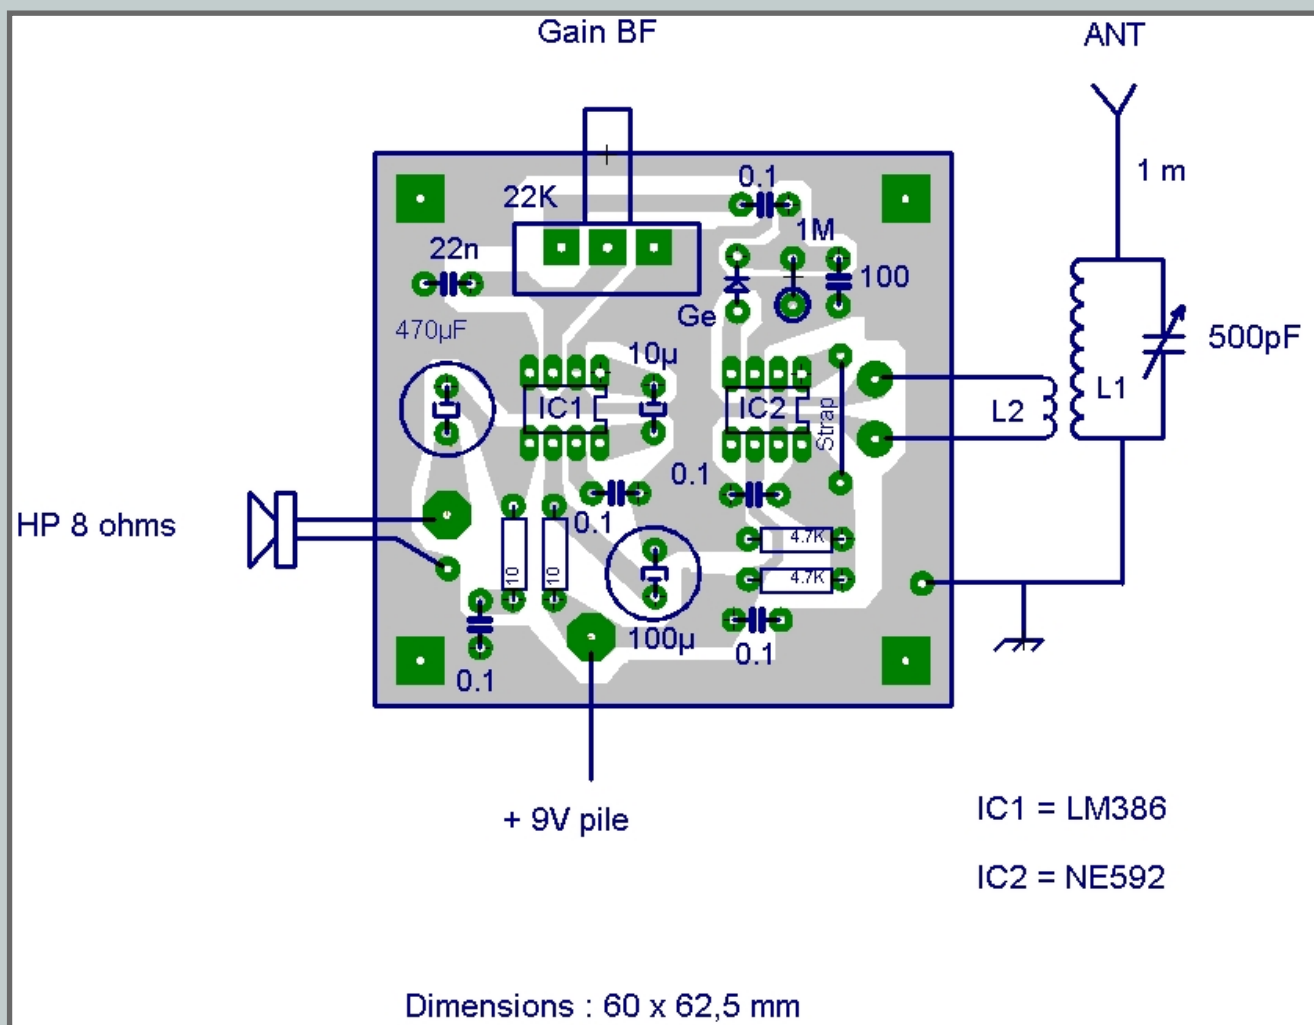 Gain BF
ANT
1 m
0.1
22K
1M
22n
100
Ge
470µF
500pF
10µ
IC1
IC2
Strap
L2
L1
0.1
0.1
HP 8 ohms
4.7K
4.7K
10
10
100µ
0.1
0.1
+ 9V pile
IC1 = LM386
IC2 = NE592
Dimensions : 60 x 62,5 mm